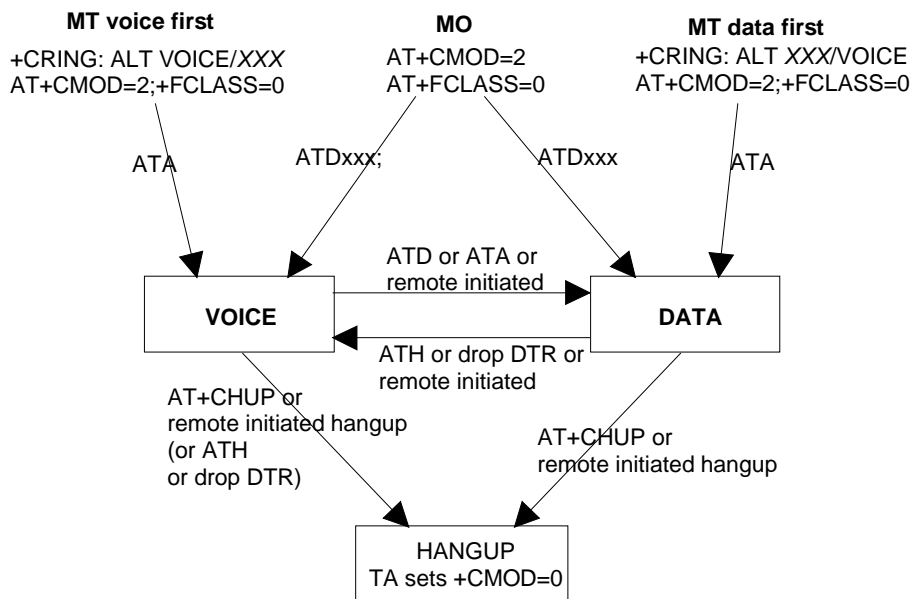 MT voice first
+CRING: ALT VOICE/XXX
AT+CMOD=2;+FCLASS=0
MO
AT+CMOD=2
AT+FCLASS=0
MT data first
+CRING: ALT XXX/VOICE
AT+CMOD=2;+FCLASS=0
ATA
ATDxxx;
ATDxxx
ATA
ATD or ATA or
remote initiated
VOICE
DATA
ATH or drop DTR or
remote initiated
AT+CHUP or
remote initiated hangup
(or ATH
or drop DTR)
AT+CHUP or
remote initiated hangup
HANGUP
TA sets +CMOD=0